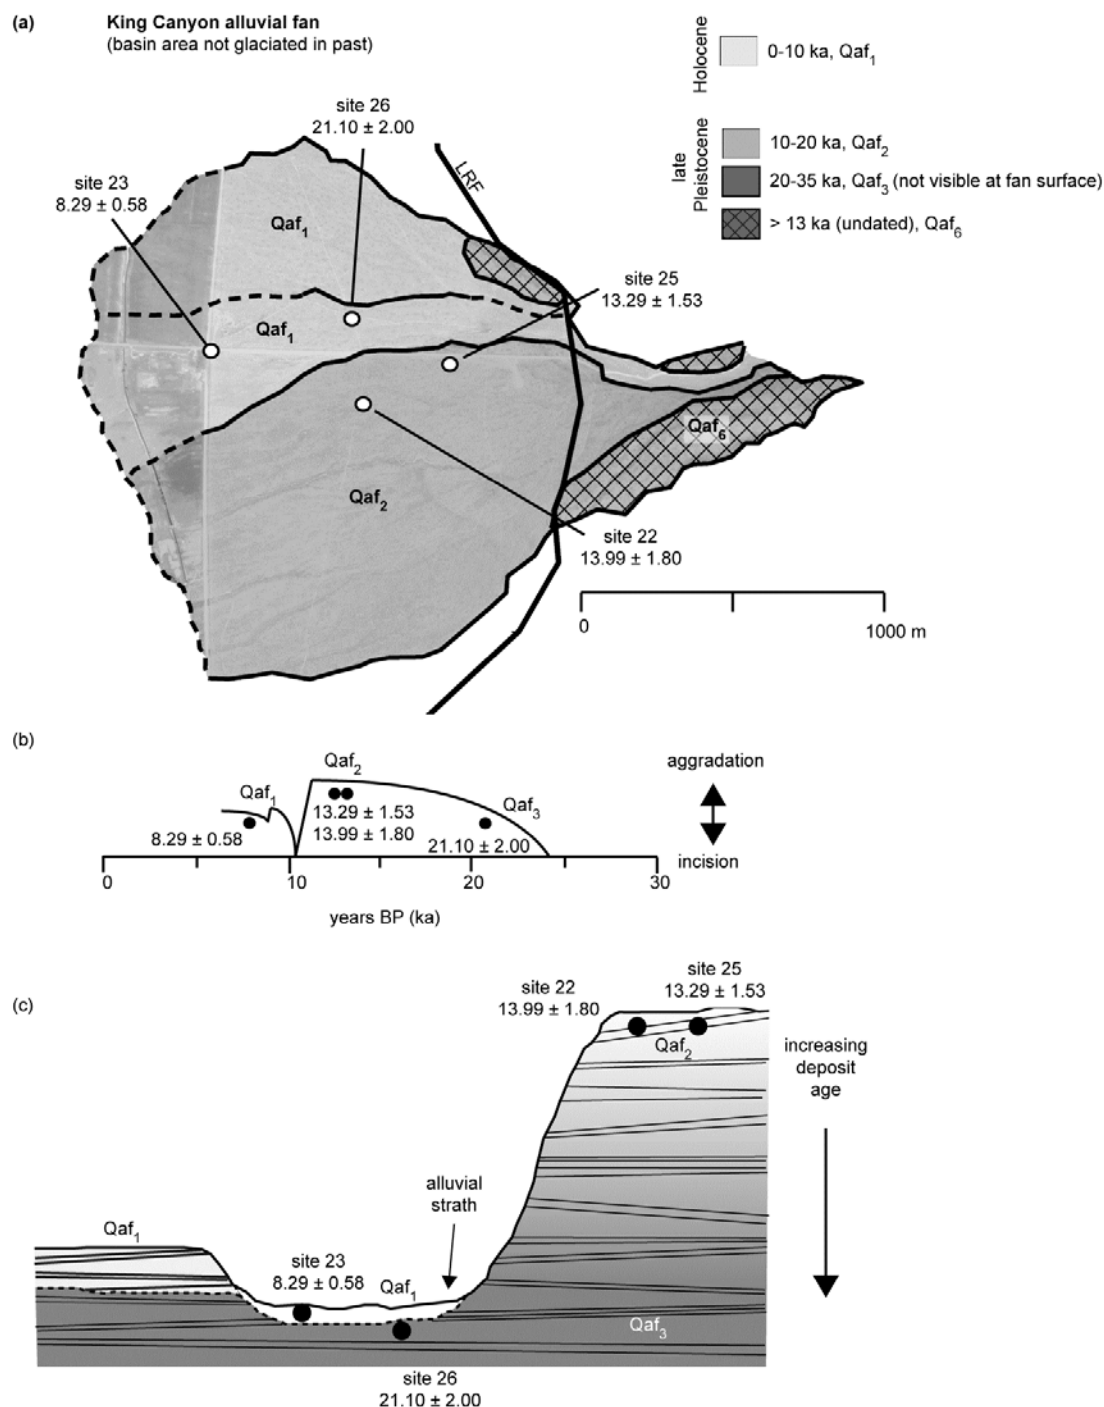 (a)
King Canyon alluvial fan
(basin area not glaciated in past)
Holocene
0-10 ka, Qaf₁
late
Pleistocene
10-20 ka, Qaf₂
20-35 ka, Qaf₃ (not visible at fan surface)
> 13 ka (undated), Qaf₆
site 26
21.10 ± 2.00
LRF
site 23
8.29 ± 0.58
Qaf₁
site 25
13.29 ± 1.53
Qaf₁
Qaf₆
Qaf₂
site 22
13.99 ± 1.80
0
1000 m
(b)
Qaf₂
aggradation
Qaf₁
Qaf₃
13.29 ± 1.53
8.29 ± 0.58
13.99 ± 1.80
21.10 ± 2.00
incision
0
10
20
30
years BP (ka)
(c)
site 22
13.99 ± 1.80
site 25
13.29 ± 1.53
Qaf₂
increasing
deposit
age
alluvial
strath
Qaf₁
site 23
8.29 ± 0.58
Qaf₁
Qaf₃
site 26
21.10 ± 2.00